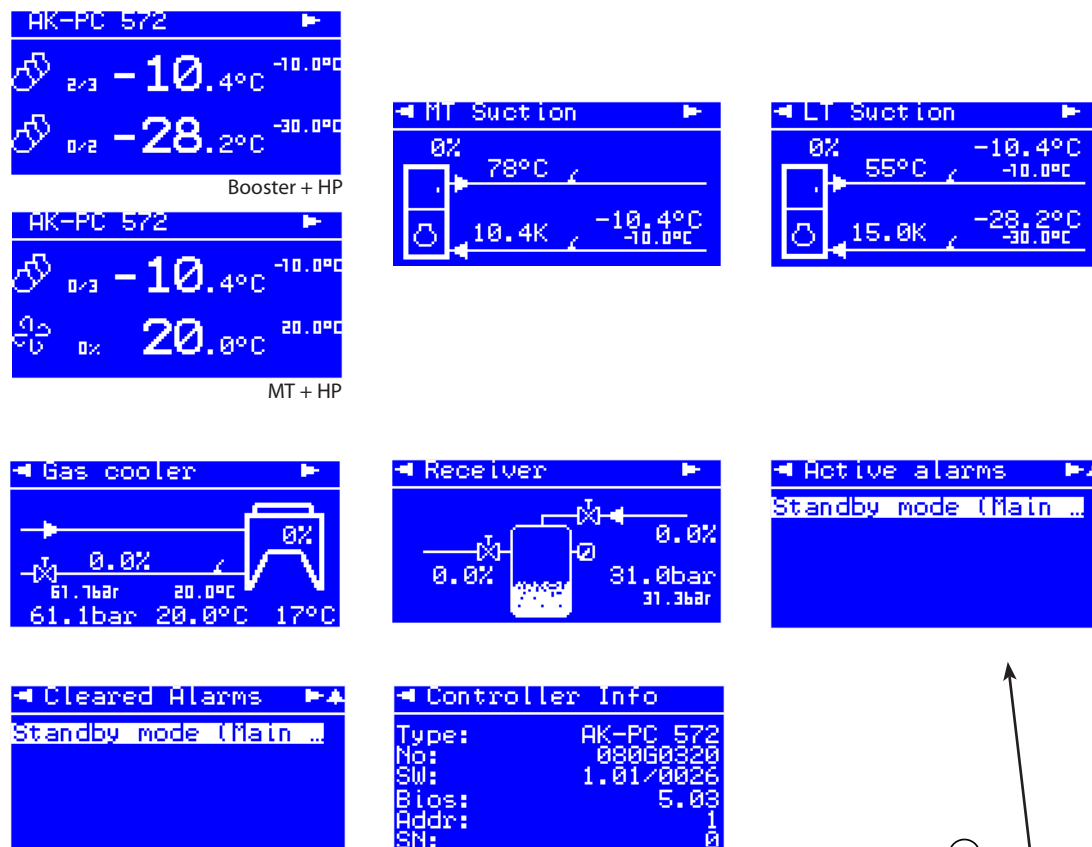 AK-PC 572
2/3 -10.4°C -10.0°C
0/2 -28.2°C -30.0°C
Booster + HP
AK-PC 572
0/3 -10.4°C -10.0°C
0% 20.0°C 20.0°C
MT + HP
MT Suction
0%
78°C
10.4K -10.4°C
-10.0°C
LT Suction
0% -10.4°C
55°C -10.0°C
15.0K -28.2°C
-30.0°C
Gas cooler
0%
0.0%
61.7bar 20.0°C
61.1bar 20.0°C 17°C
Receiver
0.0%
0.0% 31.0bar
31.3bar
Active alarms
Standby mode (Main …
Cleared Alarms
Standby mode (Main …
Controller Info
Type: AK-PC 572
No: 080G0320
SW: 1.01/0026
Bios: 5.03
Addr: 1
SN: 0